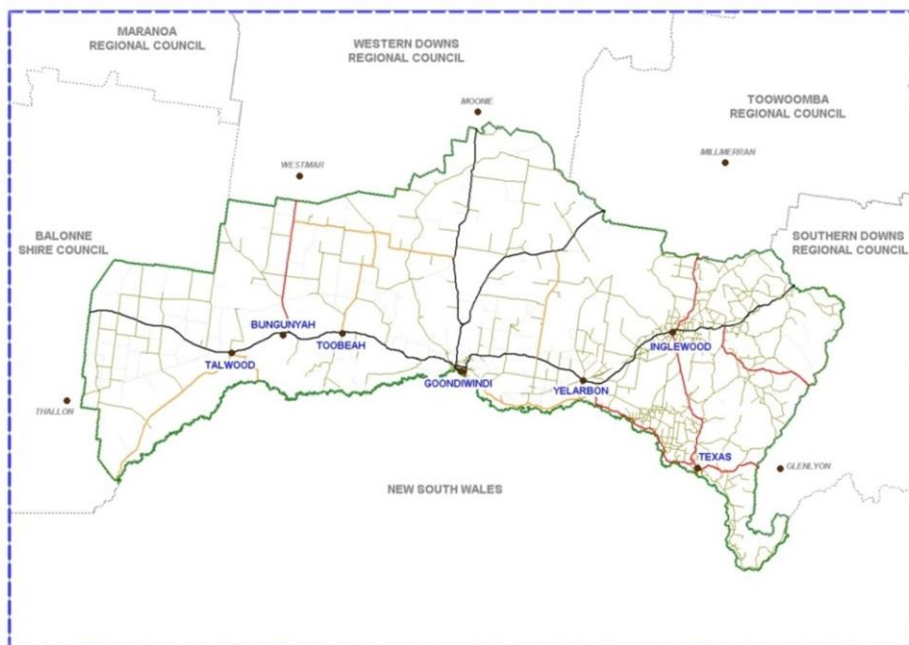 MARANOA
REGIONAL COUNCIL
WESTERN DOWNS
REGIONAL COUNCIL
MOONIE
TOOWOOMBA
REGIONAL COUNCIL
WESTMAR
MILLMERRAN
BALONNE
SHIRE COUNCIL
SOUTHERN DOWNS
REGIONAL COUNCIL
BUNGUNYAH
TOOBEAH
INGLEWOOD
TALWOOD
GOONDIWINDI
YELARBON
THALLON
TEXAS
GLENLYON
NEW SOUTH WALES